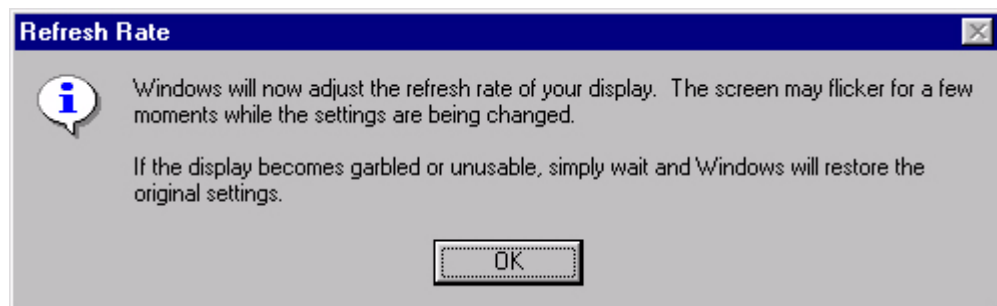 Refresh Rate
Windows will now adjust the refresh rate of your display.  The screen may flicker for a few
moments while the settings are being changed.
If the display becomes garbled or unusable, simply wait and Windows will restore the
original settings.
OK